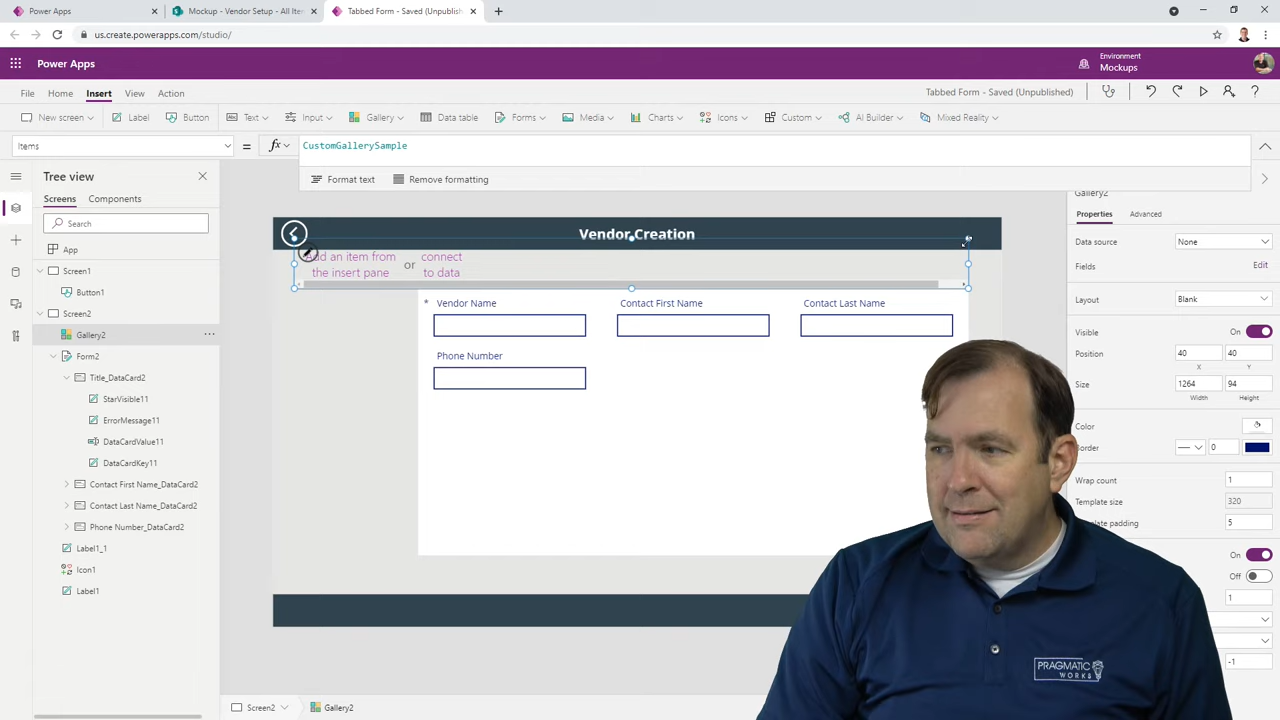 Power Apps
Mockup - Vendor Setup - All Ite
Tabbed Form - Saved (Unpublis
us.create.powerapps.com/studio/
Power Apps
Environment
Mockups
File
Home
Insert
View
Action
Tabbed Form - Saved (Unpublished)
New screen
Label
Button
Text
Input
Gallery
Data table
Forms
Media
Charts
Icons
Custom
AI Builder
Mixed Reality
Items
=
fx
CustomGallerySample
Format text
Remove formatting
Tree view
Screens
Components
Search
App
Screen1
Button1
Screen2
Gallery2
Form2
Title_DataCard2
StarVisible11
ErrorMessage11
DataCardValue11
DataCardKey11
Contact First Name_DataCard2
Contact Last Name_DataCard2
Phone Number_DataCard2
Label1_1
Icon1
Label1
Vendor Creation
Add an item from
the insert pane
or
connect
to data
* Vendor Name
Contact First Name
Contact Last Name
Phone Number
Gallery2
Properties
Advanced
Data source
None
Fields
Edit
Layout
Blank
Visible
On
Position
40
40
X
Y
Size
1264
94
Width
Height
Color
Border
0
Wrap count
1
Template size
320
plate padding
5
On
Off
1
-1
PRAGMATIC
WORKS
Screen2
Gallery2